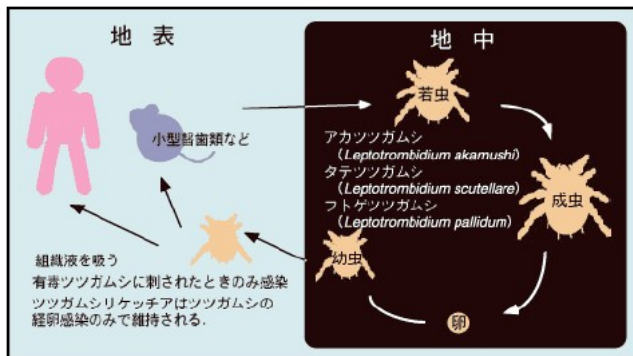 地表
地中
若虫
小型齧歯類など
アカツツガムシ
(Leptotrombidium akamushi)
タテツツガムシ
(Leptotrombidium scutellare)
フトゲツツガムシ
(Leptotrombidium pallidum)
成虫
幼虫
卵
組織液を吸う
有毒ツツガムシに刺されたときのみ感染
ツツガムシリケッチアはツツガムシの
経卵感染のみで維持される.